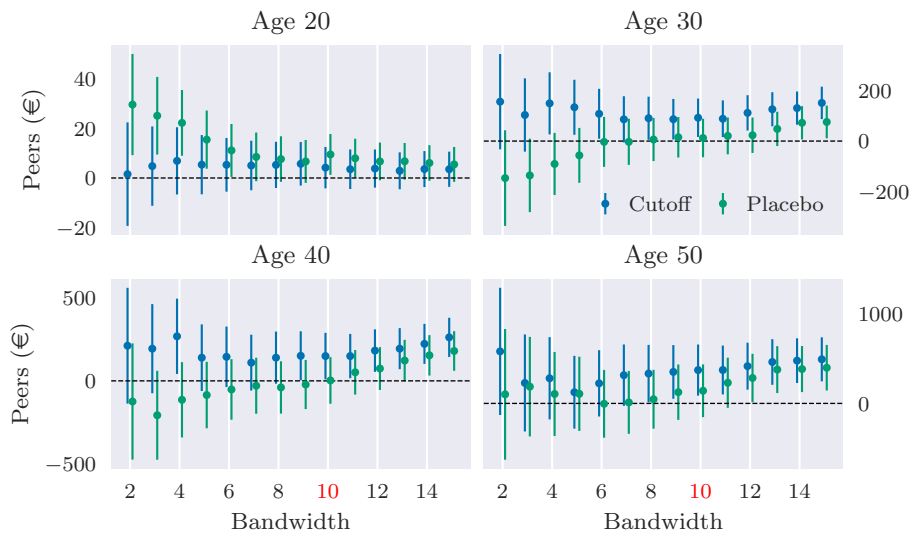 Age 20
Age 30
Peers (€)
40
20
0
−20
200
0
−200
Cutoff
Placebo
Age 40
Age 50
Peers (€)
500
0
−500
1000
0
2 4 6 8 10 12 14
2 4 6 8 10 12 14
Bandwidth
Bandwidth